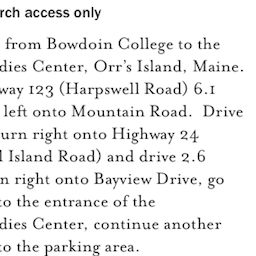 rch access only
from Bowdoin College to the
dies Center, Orr's Island, Maine.
way 123 (Harpswell Road) 6.1
left onto Mountain Road. Drive
urn right onto Highway 24
l Island Road) and drive 2.6
n right onto Bayview Drive, go
to the entrance of the
dies Center, continue another
to the parking area.